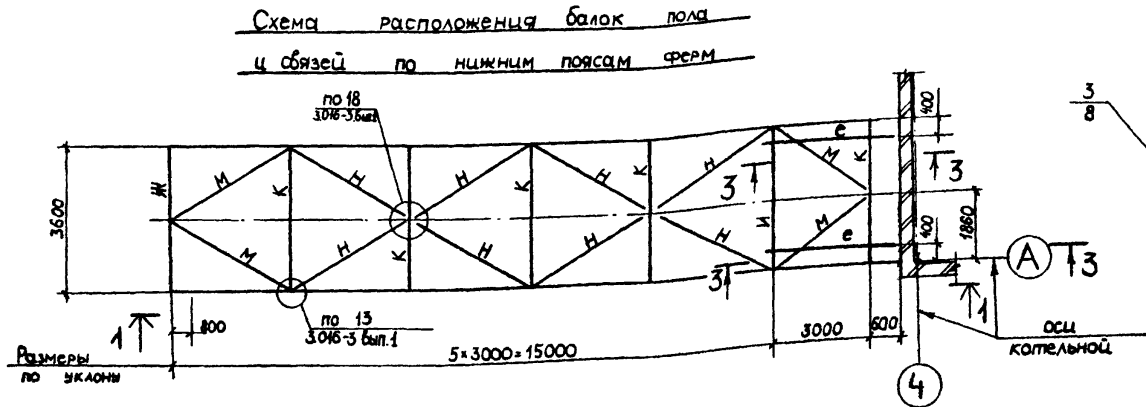 Схема расположения балок пола
и связей по нижним поясам ферм
по 18
3.016-3 вып.1
400
3
8
е
Н
М
К
3
3
Ж
М
К
Н
Н
К
Н
К
И
М
3600
М
Н
К
Н
Н
Н
е
400
1860
А
3
3
1
800
по 13
3.016-3 вып.1
3000
600
1
Размеры
по уклону
5×3000=15000
оси
котельной
4